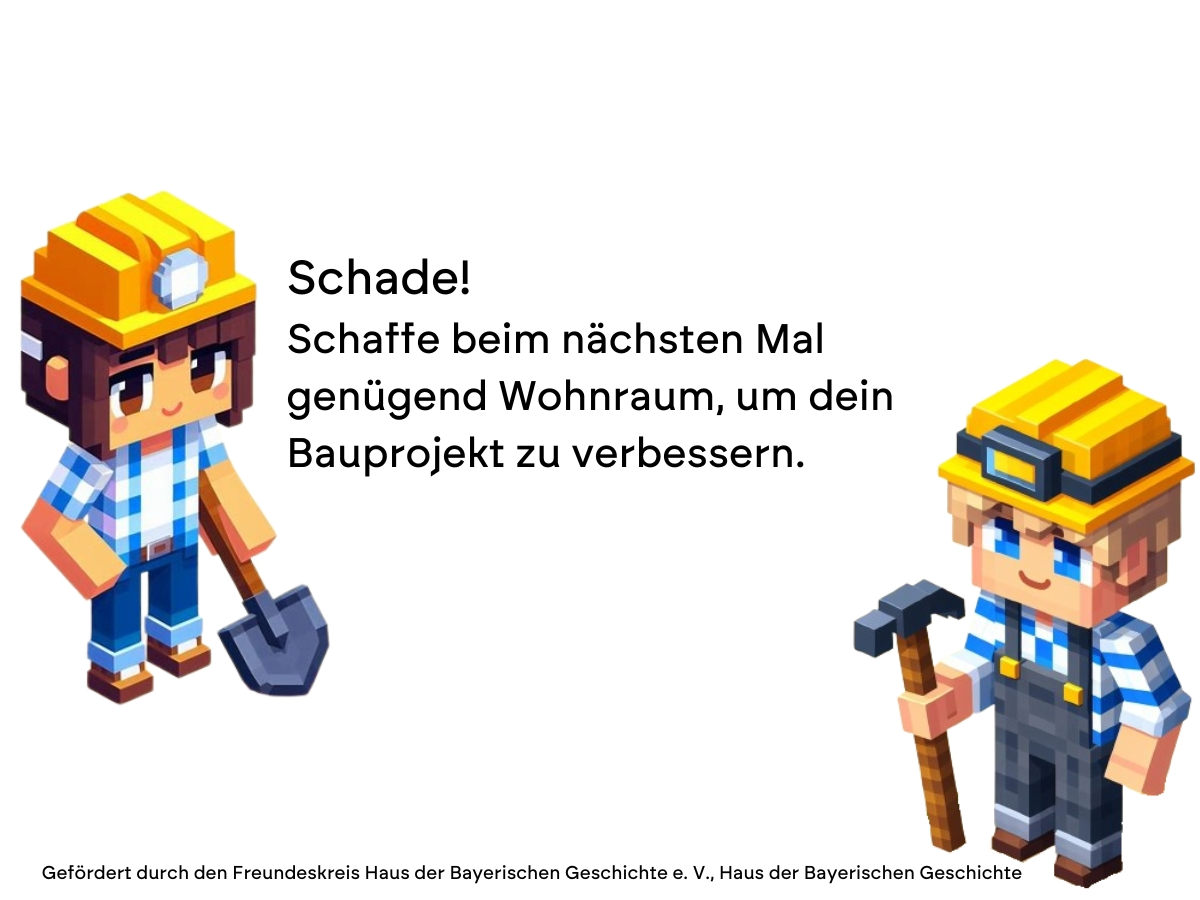 Schade!
Schaffe beim nächsten Mal
genügend Wohnraum, um dein
Bauprojekt zu verbessern.
Gefördert durch den Freundeskreis Haus der Bayerischen Geschichte e. V., Haus der Bayerischen Geschichte